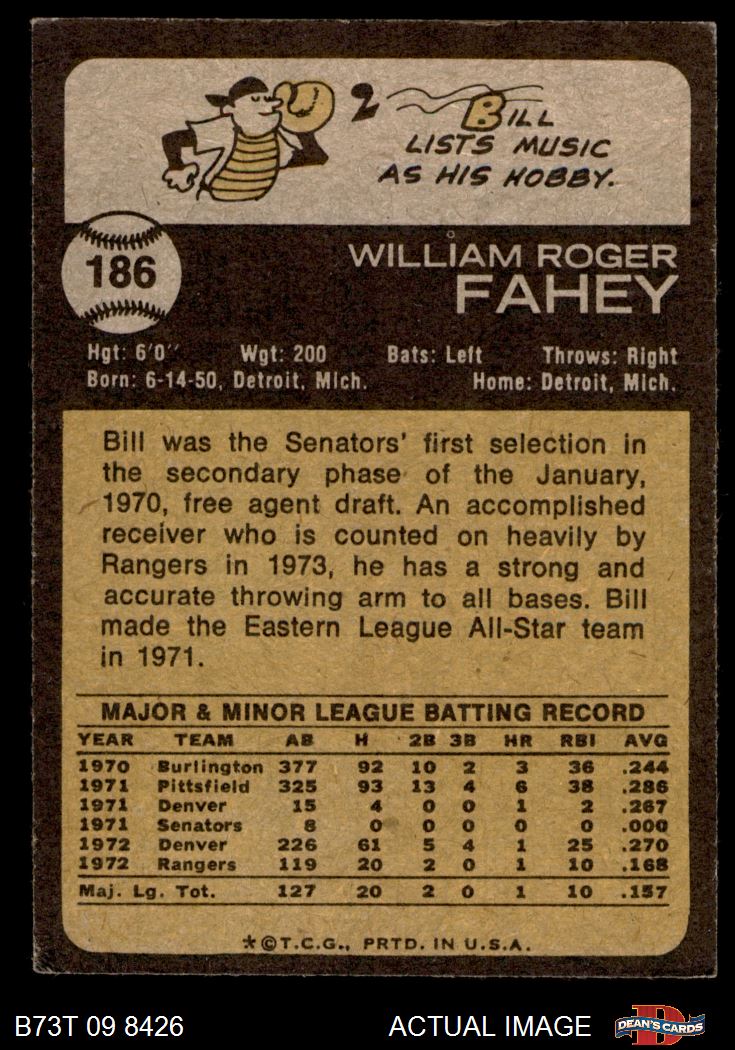 BILL
LISTS MUSIC
AS HIS HOBBY.
186
WILLIAM ROGER
FAHEY
Hgt: 6'0" Wgt: 200 Bats: Left Throws: Right
Born: 6-14-50, Detroit, Mich. Home: Detroit, Mich.
Bill was the Senators' first selection in
the secondary phase of the January,
1970, free agent draft. An accomplished
receiver who is counted on heavily by
Rangers in 1973, he has a strong and
accurate throwing arm to all bases. Bill
made the Eastern League All-Star team
in 1971.
MAJOR & MINOR LEAGUE BATTING RECORD
YEAR TEAM AB H 2B 3B HR RBI AVG
1970 Burlington 377 92 10 2 3 36 .244
1971 Pittsfield 325 93 13 4 6 38 .286
1971 Denver 15 4 0 0 1 2 .267
1971 Senators 8 0 0 0 0 0 .000
1972 Denver 226 61 5 4 1 25 .270
1972 Rangers 119 20 2 0 1 10 .168
Maj. Lg. Tot. 127 20 2 0 1 10 .157
*©T.C.G., PRTD. IN U.S.A.
B73T 09 8426 ACTUAL IMAGE DEAN'S CARDS